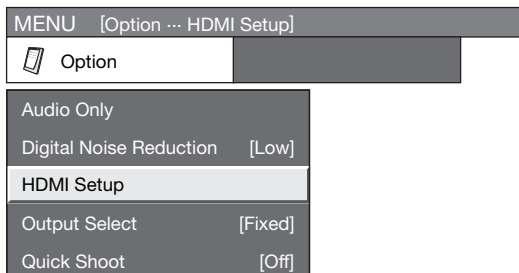 MENU [Option ··· HDMI Setup]
Option
Audio Only
Digital Noise Reduction [Low]
HDMI Setup
Output Select [Fixed]
Quick Shoot [Off]